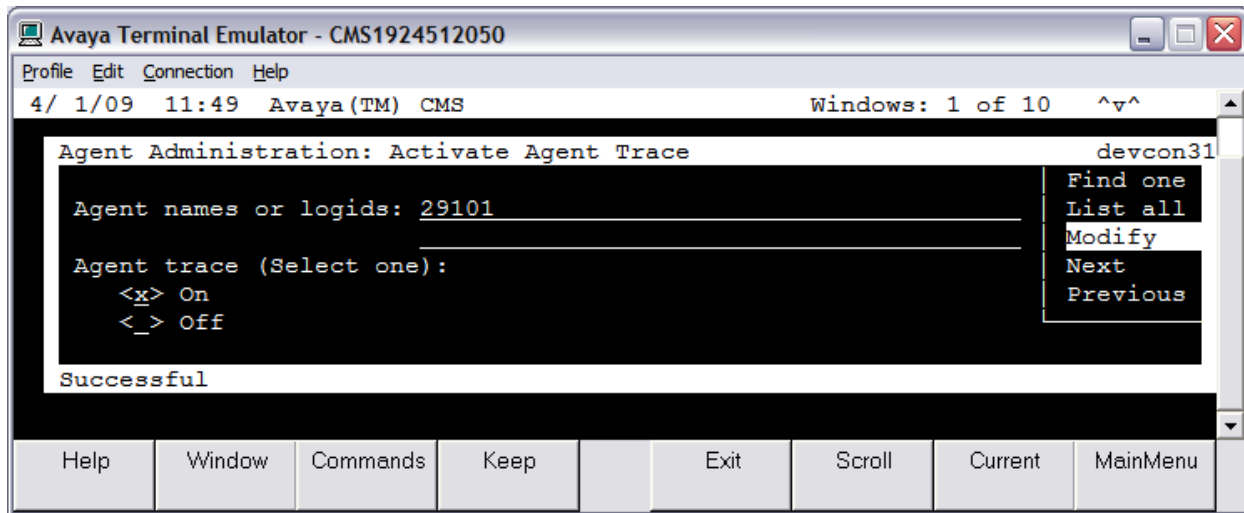 Avaya Terminal Emulator - CMS1924512050
Profile Edit Connection Help
4/ 1/09 11:49 Avaya(TM) CMS Windows: 1 of 10 ^v^
Agent Administration: Activate Agent Trace devcon31
Find one
Agent names or logids: 29101 List all
Modify
Agent trace (Select one): Next
<x> On Previous
<_> Off
Successful
Help Window Commands Keep Exit Scroll Current MainMenu